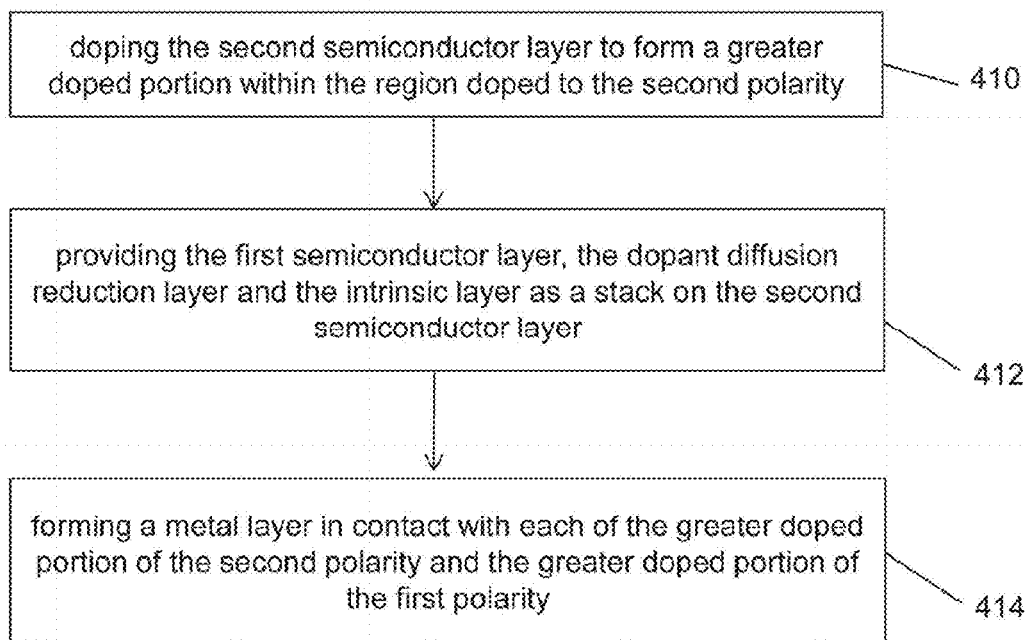 doping the second semiconductor layer to form a greater
doped portion within the region doped to the second polarity
410
providing the first semiconductor layer, the dopant diffusion
reduction layer and the intrinsic layer as a stack on the second
semiconductor layer
412
forming a metal layer in contact with each of the greater doped
portion of the second polarity and the greater doped portion of
the first polarity
414